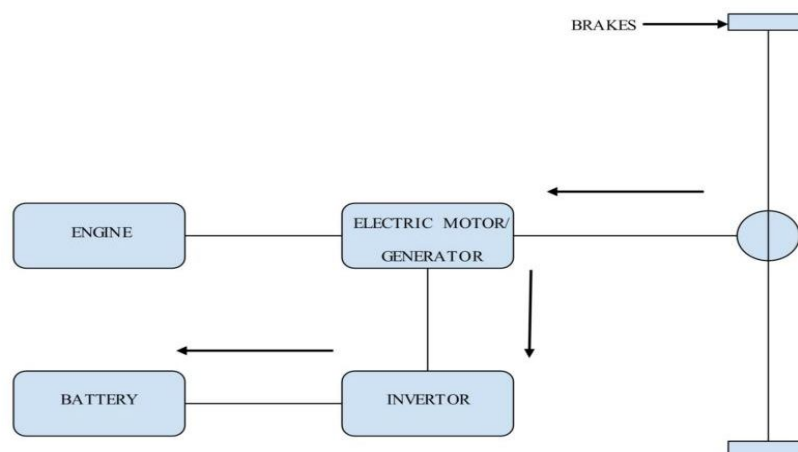 BRAKES
ENGINE
ELECTRIC MOTOR/
GENERATOR
BATTERY
INVERTOR